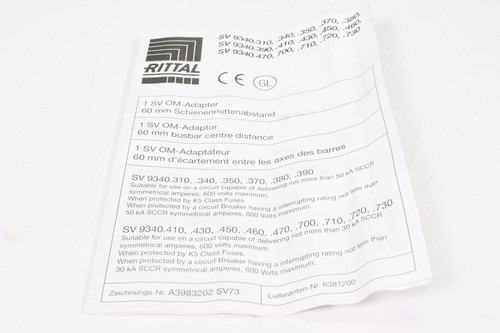 RITTAL
SV 9340.310, .340, .350, .370, .380,
SV 9340.390, .410, .430, .450, .460,
SV 9340.470, .700, .710, .720, .730
CE GL
1 SV OM-Adapter
60 mm Schienenmittenabstand
1 SV OM-Adaptor
60 mm busbar centre distance
1 SV OM-Adaptateur
60 mm d'écartement entre les axes des barres
SV 9340.310, .340, .350, .370, .380, .390
Suitable for use on a circuit capable of delivering not more than 50 kA SCCR
symmetrical amperes, 600 volts maximum.
When protected by K5 Class Fuses.
When protected by a circuit Breaker having a interrupting rating not less than
50 kA SCCR symmetrical amperes, 600 volts maximum.
SV 9340.410, .430, .450, .460, .470, .700, .710, .720, .730
Suitable for use on a circuit capable of delivering not more than 30 kA SCCR
symmetrical amperes, 600 volts maximum.
When protected by K5 Class Fuses.
When protected by a circuit Breaker having a interrupting rating not less than
30 kA SCCR symmetrical amperes, 600 volts maximum.
Zeichnungs-Nr. A3983202 SV73 Lieferanten-Nr. 6381200